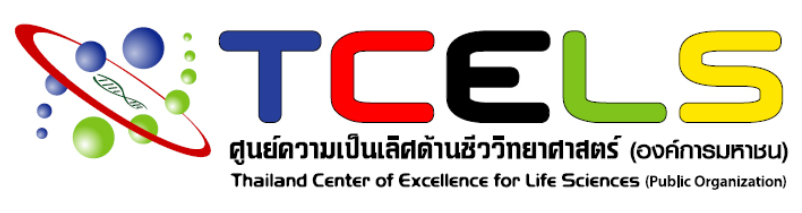 TCELS
ศูนย์ความเป็นเลิศด้านชีววิทยาศาสตร์ (องค์การมหาชน)
Thailand Center of Excellence for Life Sciences (Public Organization)